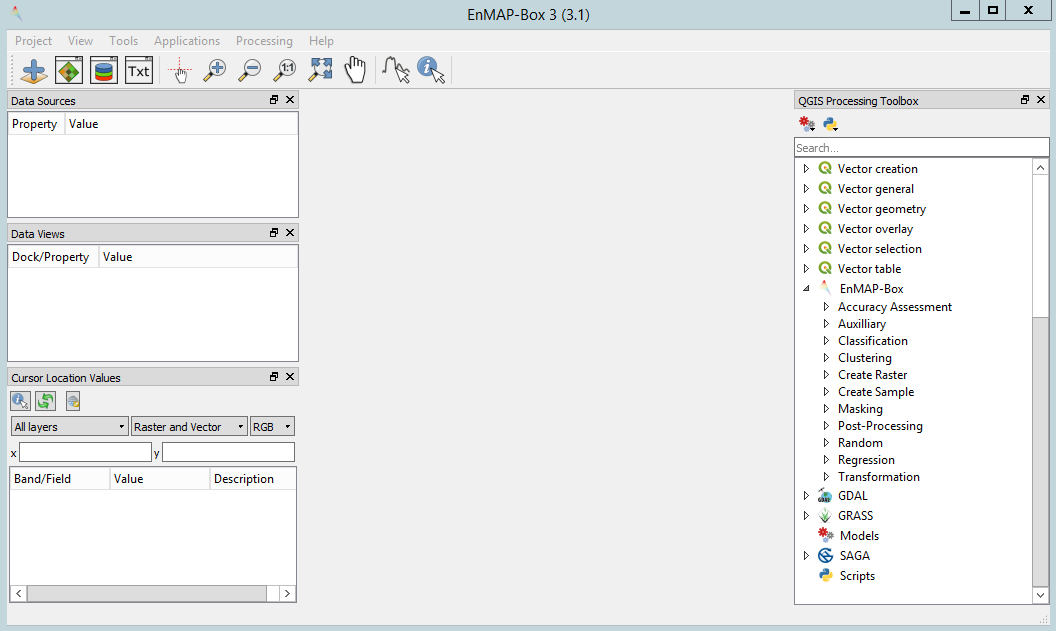 EnMAP-Box 3 (3.1)
Project View Tools Applications Processing Help
Txt 1:1
Data Sources
Property Value
Data Views
Dock/Property Value
Cursor Location Values
All layers Raster and Vector RGB
x y
Band/Field Value Description
QGIS Processing Toolbox
Search...
Vector creation
Vector general
Vector geometry
Vector overlay
Vector selection
Vector table
EnMAP-Box
Accuracy Assessment
Auxilliary
Classification
Clustering
Create Raster
Create Sample
Masking
Post-Processing
Random
Regression
Transformation
GDAL
GRASS
Models
SAGA
Scripts